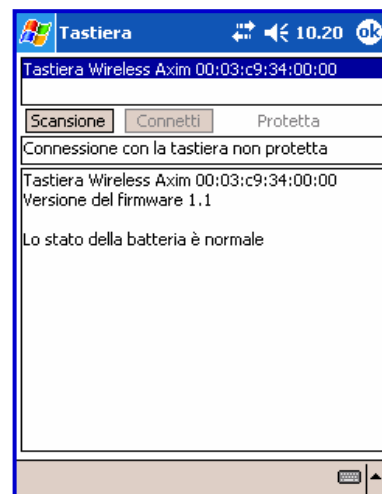 Tastiera 10.20 ok
Tastiera Wireless Axim 00:03:c9:34:00:00
Scansione Connetti Protetta
Connessione con la tastiera non protetta
Tastiera Wireless Axim 00:03:c9:34:00:00
Versione del firmware 1.1
Lo stato della batteria è normale